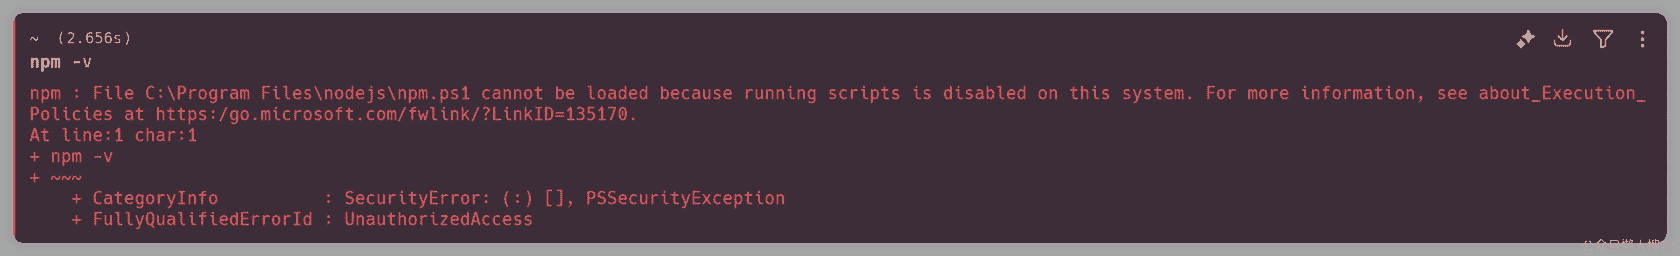 ~ (2.656s)
npm -v
npm : File C:\Program Files\nodejs\npm.ps1 cannot be loaded because running scripts is disabled on this system. For more information, see about_Execution_
Policies at https:/go.microsoft.com/fwlink/?LinkID=135170.
At line:1 char:1
+ npm -v
+ ~~~
    + CategoryInfo          : SecurityError: (:) [], PSSecurityException
    + FullyQualifiedErrorId : UnauthorizedAccess